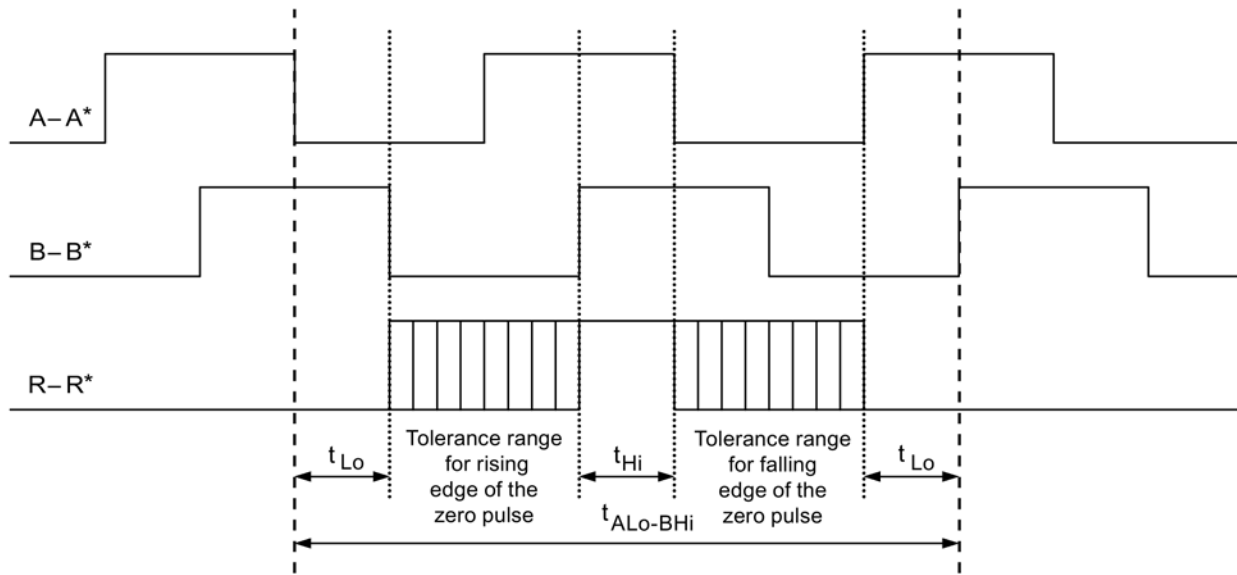 A–A*
B–B*
R–R*
t Lo
Tolerance range
for rising
edge of the
zero pulse
t Hi
Tolerance range
for falling
edge of the
zero pulse
t Lo
t ALo-BHi